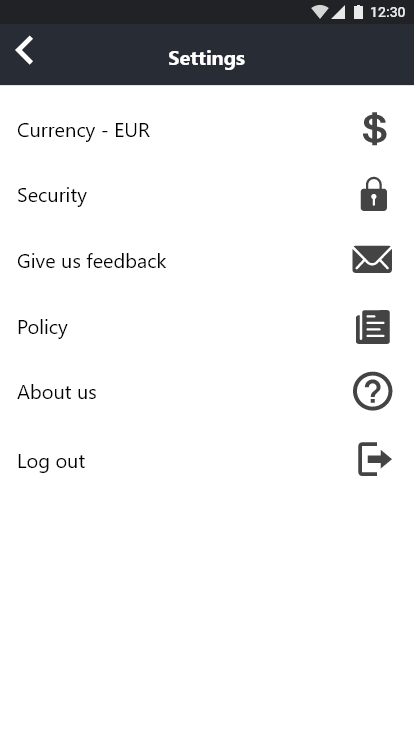 12:30
Settings
Currency - EUR
Security
Give us feedback
Policy
About us
Log out